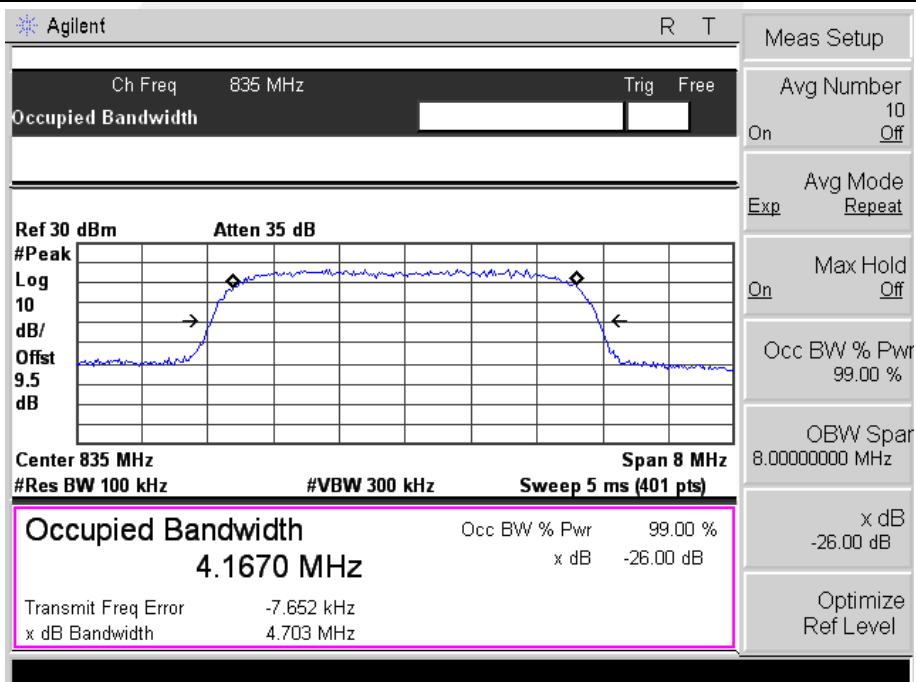 Agilent R T
Ch Freq 835 MHz Trig Free
Occupied Bandwidth
Ref 30 dBm Atten 35 dB
#Peak
Log
10
dB/
Offst
9.5
dB
Center 835 MHz Span 8 MHz
#Res BW 100 kHz #VBW 300 kHz Sweep 5 ms (401 pts)
Occupied Bandwidth
4.1670 MHz
Occ BW % Pwr 99.00 %
x dB -26.00 dB
Transmit Freq Error -7.652 kHz
x dB Bandwidth 4.703 MHz
Meas Setup
Avg Number
10
On Off
Avg Mode
Exp Repeat
Max Hold
On Off
Occ BW % Pwr
99.00 %
OBW Span
8.00000000 MHz
x dB
-26.00 dB
Optimize
Ref Level